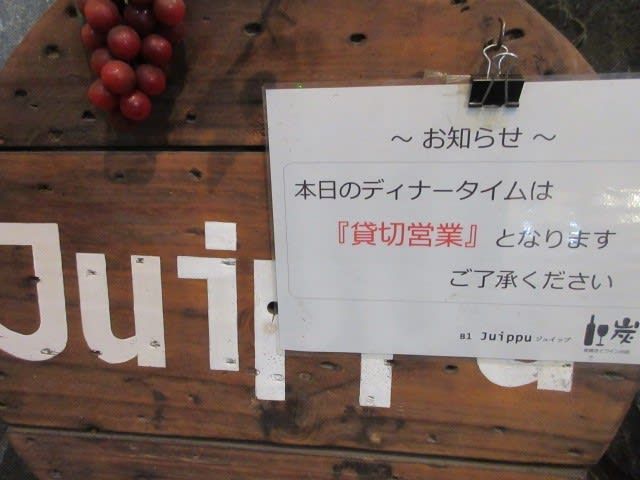 ～ お知らせ ～
本日のディナータイムは
『貸切営業』となります
ご了承ください
B1 Juippu ジュイップ
炭
Juippu